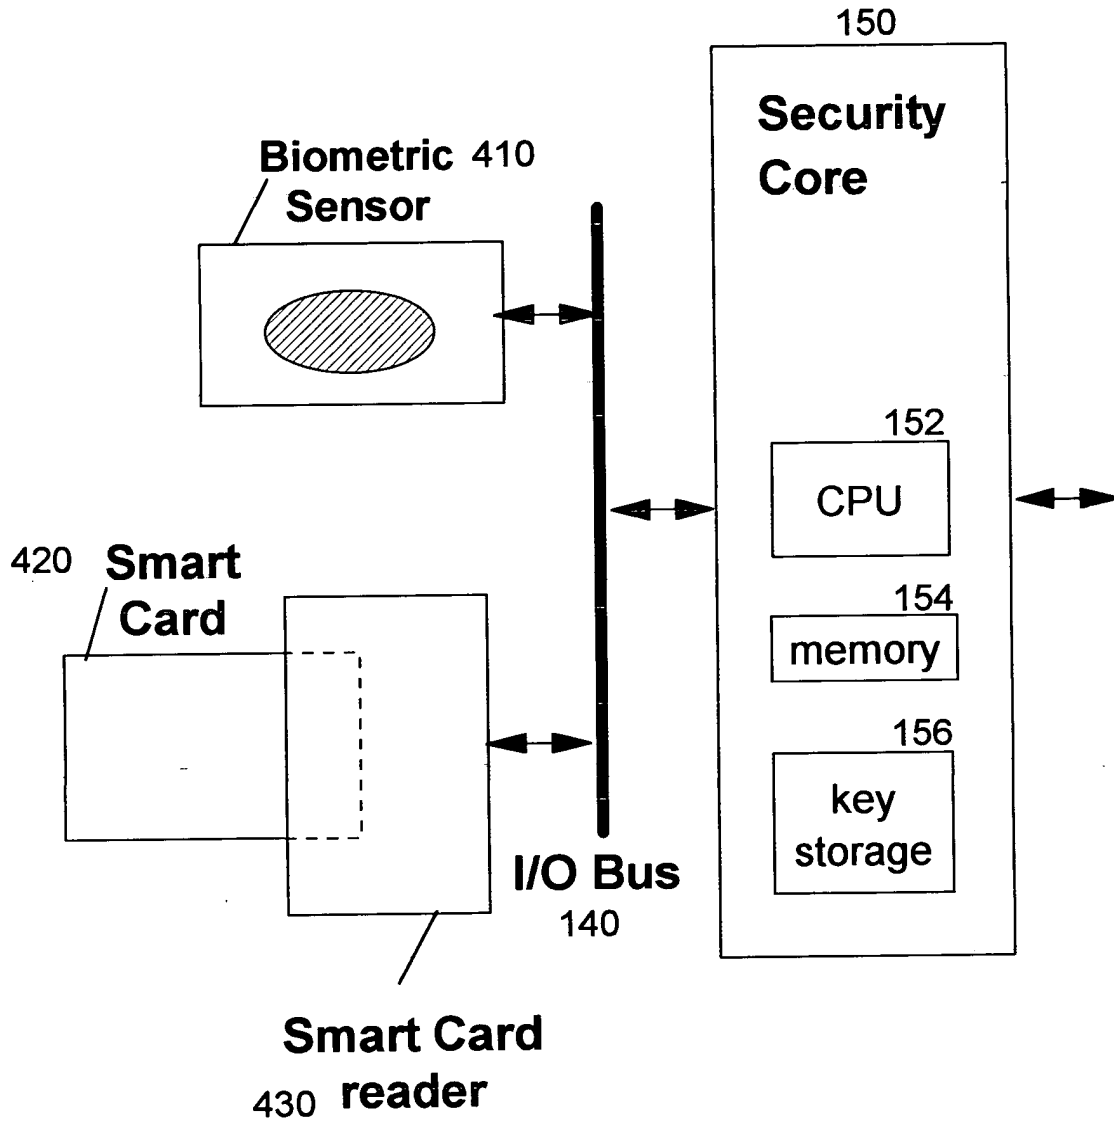 150
Security
Core
Biometric 410
Sensor
152
CPU
420 Smart
Card
154
memory
156
key
storage
I/O Bus
140
Smart Card
430 reader